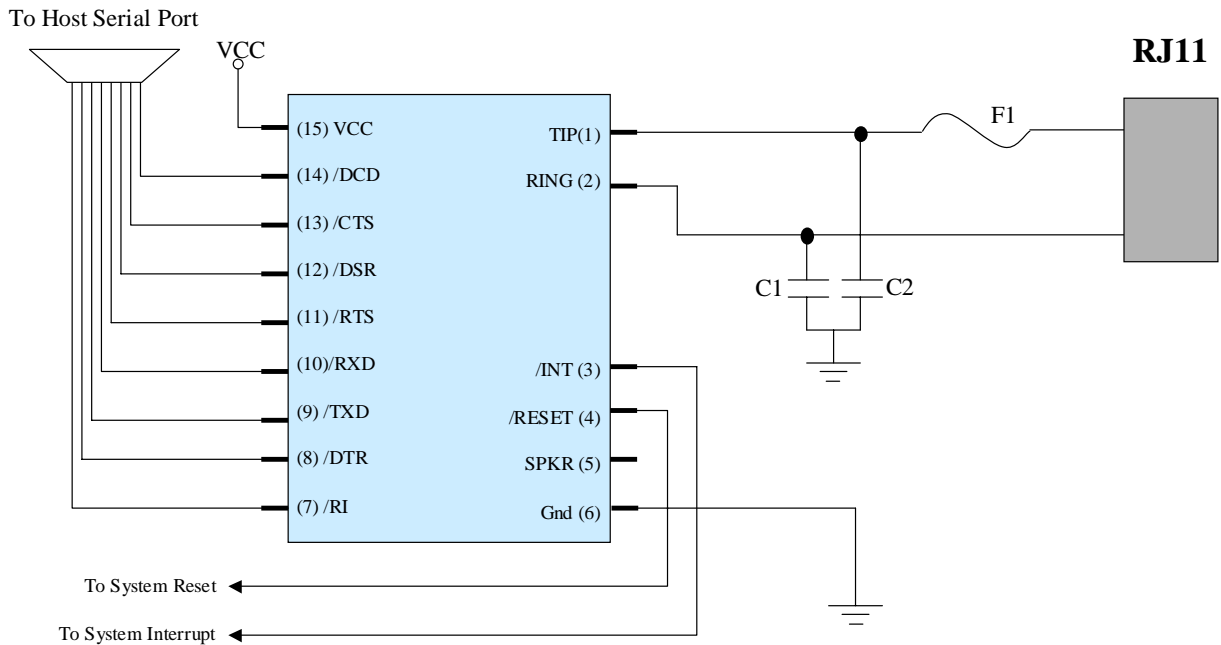 To Host Serial Port
VCC
RJ11
F1
(15) VCC
TIP(1)
(14) /DCD
RING (2)
(13) /CTS
(12) /DSR
C1
C2
(11) /RTS
(10)/RXD
/INT (3)
(9) /TXD
/RESET (4)
(8) /DTR
SPKR (5)
(7) /RI
Gnd (6)
To System Reset
To System Interrupt